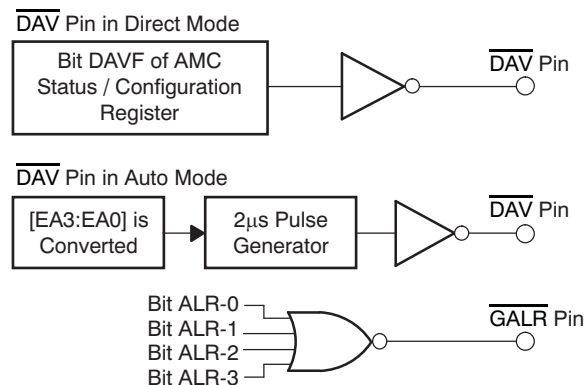 DAV Pin in Direct Mode
Bit DAVF of AMC
Status / Configuration
Register
DAV Pin
DAV Pin in Auto Mode
[EA3:EA0] is
Converted
2μs Pulse
Generator
DAV Pin
Bit ALR-0
Bit ALR-1
Bit ALR-2
Bit ALR-3
GALR Pin